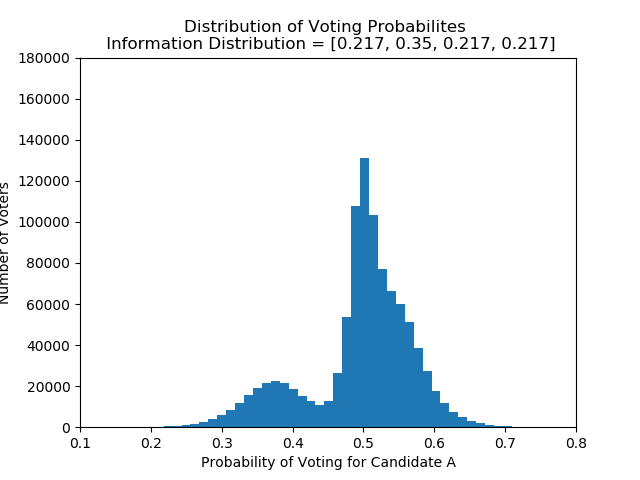 Distribution of Voting Probabilites
Information Distribution = [0.217, 0.35, 0.217, 0.217]
180000
160000
140000
120000
100000
80000
60000
40000
20000
0
Number of Voters
0.1 0.2 0.3 0.4 0.5 0.6 0.7 0.8
Probability of Voting for Candidate A